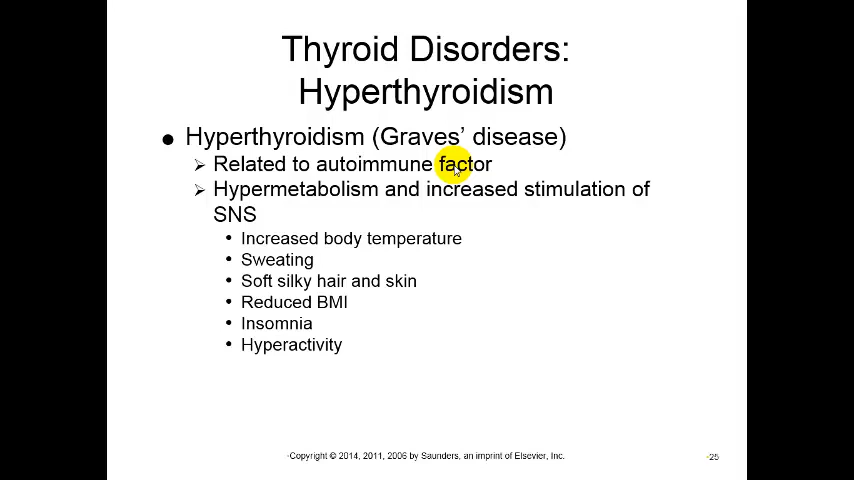 Thyroid Disorders:
Hyperthyroidism
● Hyperthyroidism (Graves’ disease)
➢ Related to autoimmune factor
➢ Hypermetabolism and increased stimulation of
SNS
• Increased body temperature
• Sweating
• Soft silky hair and skin
• Reduced BMI
• Insomnia
• Hyperactivity
•Copyright © 2014, 2011, 2006 by Saunders, an imprint of Elsevier, Inc.
•25